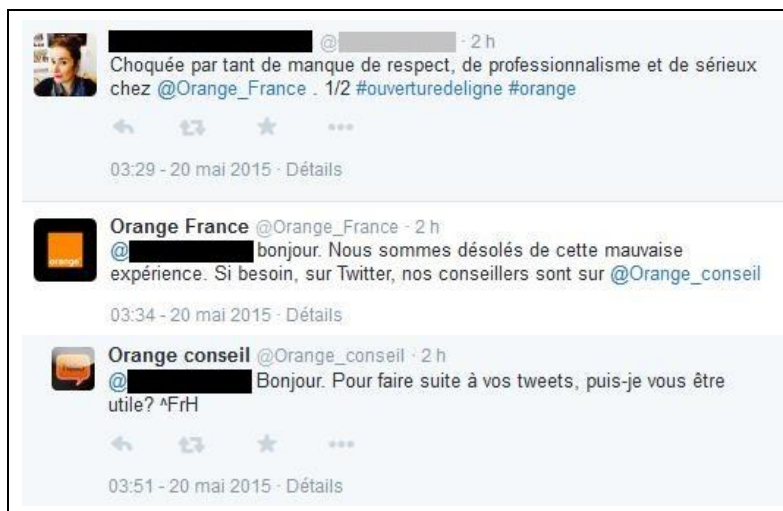 @ · 2 h
Choquée par tant de manque de respect, de professionnalisme et de sérieux
chez @Orange_France . 1/2 #ouverturedeligne #orange
03:29 - 20 mai 2015 · Détails
Orange France @Orange_France · 2 h
@ bonjour. Nous sommes désolés de cette mauvaise
expérience. Si besoin, sur Twitter, nos conseillers sont sur @Orange_conseil
orange
03:34 - 20 mai 2015 · Détails
Orange conseil @Orange_conseil · 2 h
@ Bonjour. Pour faire suite à vos tweets, puis-je vous être
utile? ^FrH
03:51 - 20 mai 2015 · Détails